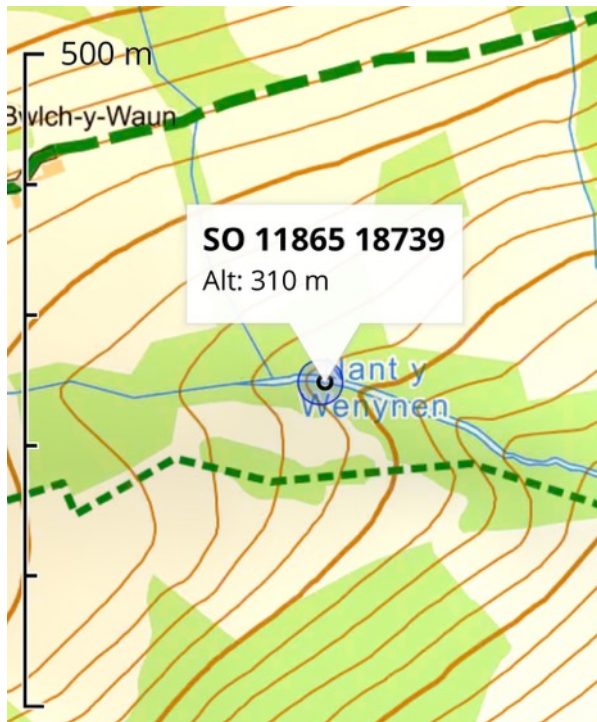 500 m
Bwlch-y-Waun
SO 11865 18739
Alt: 310 m
Nant y
Wenynen